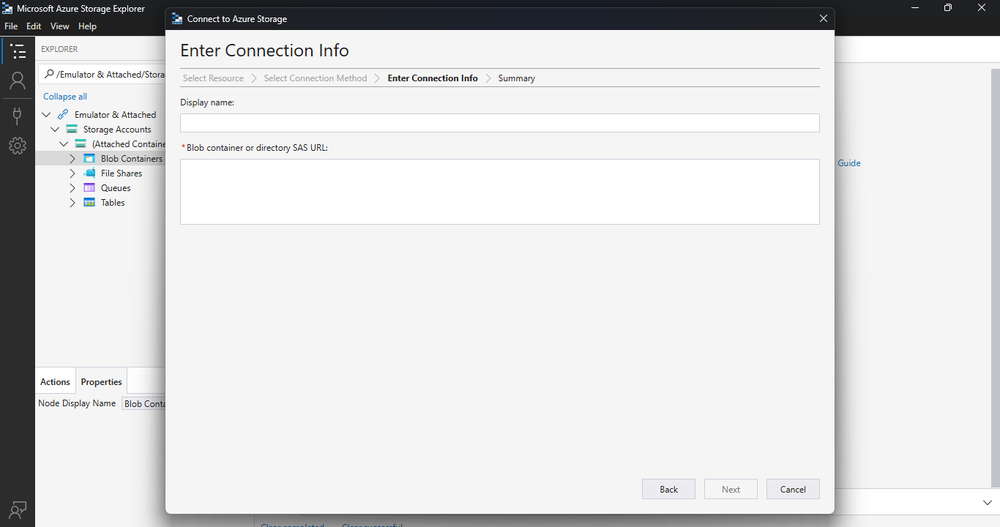 Microsoft Azure Storage Explorer
File Edit View Help
EXPLORER
/Emulator & Attached/Stora
Collapse all
Emulator & Attached
Storage Accounts
(Attached Containe
Blob Containers
File Shares
Queues
Tables
Actions Properties
Node Display Name Blob Conta
Connect to Azure Storage
Enter Connection Info
Select Resource Select Connection Method Enter Connection Info Summary
Display name:
* Blob container or directory SAS URL:
Back Next Cancel
Guide
Clear completed Clear successful